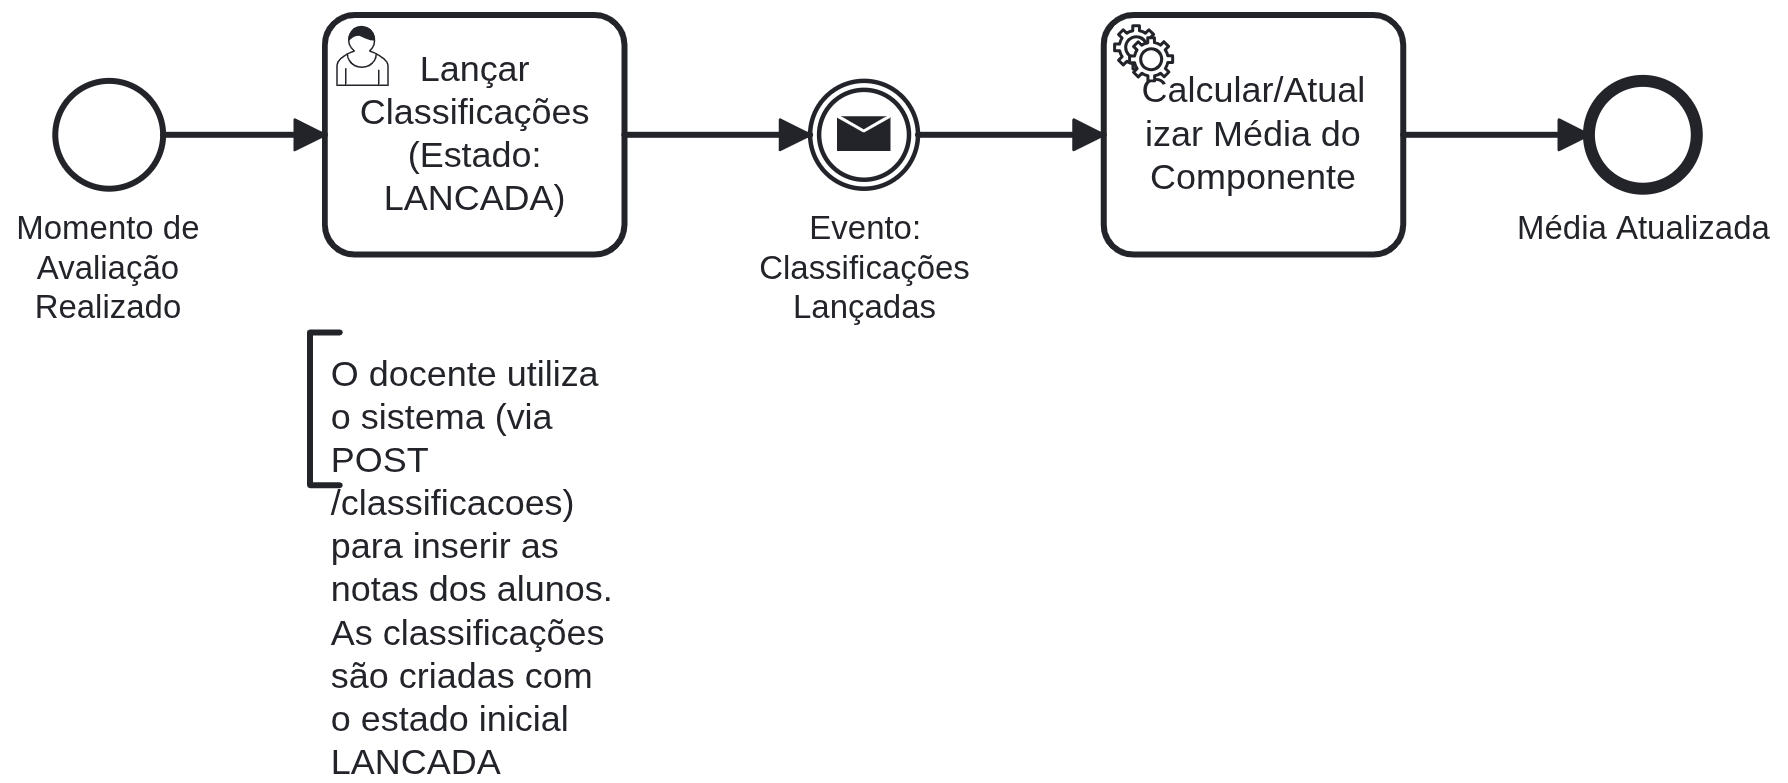 Lançar
Classificações
(Estado:
LANCADA)
Calcular/Atual
izar Média do
Componente
Momento de
Avaliação
Realizado
Evento:
Classificações
Lançadas
Média Atualizada
O docente utiliza
o sistema (via
POST
/classificacoes)
para inserir as
notas dos alunos.
As classificações
são criadas com
o estado inicial
LANCADA